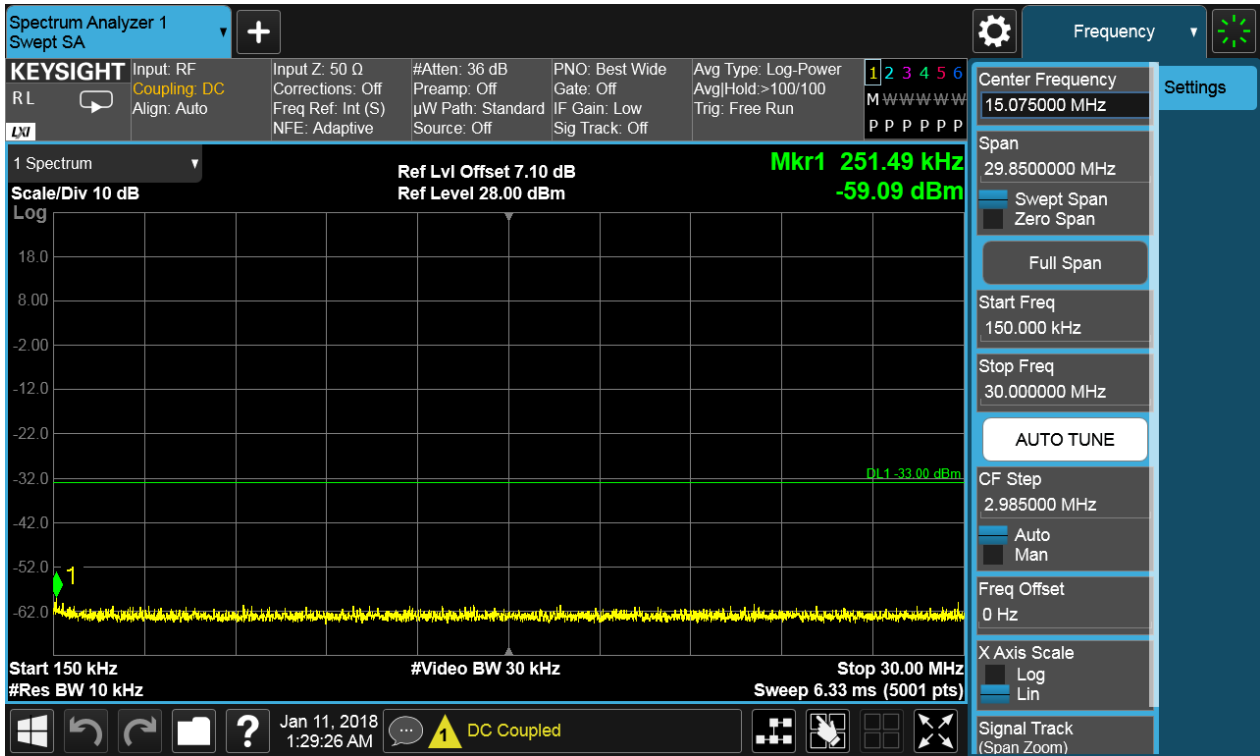 Spectrum Analyzer 1
Swept SA
Frequency
KEYSIGHT
R L
LXI
Input: RF
Coupling: DC
Align: Auto
Input Z: 50 Ω
Corrections: Off
Freq Ref: Int (S)
NFE: Adaptive
#Atten: 36 dB
Preamp: Off
µW Path: Standard
Source: Off
PNO: Best Wide
Gate: Off
IF Gain: Low
Sig Track: Off
Avg Type: Log-Power
Avg|Hold:>100/100
Trig: Free Run
1 2 3 4 5 6
M W W W W W
P P P P P P
1 Spectrum
Scale/Div 10 dB
Log
Ref Lvl Offset 7.10 dB
Ref Level 28.00 dBm
Mkr1 251.49 kHz
-59.09 dBm
18.0
8.00
-2.00
-12.0
-22.0
-32.0
-42.0
-52.0
-62.0
DL1 -33.00 dBm
1
Start 150 kHz
#Res BW 10 kHz
#Video BW 30 kHz
Stop 30.00 MHz
Sweep 6.33 ms (5001 pts)
Center Frequency
15.075000 MHz
Span
29.8500000 MHz
Swept Span
Zero Span
Full Span
Start Freq
150.000 kHz
Stop Freq
30.000000 MHz
AUTO TUNE
CF Step
2.985000 MHz
Auto
Man
Freq Offset
0 Hz
X Axis Scale
Log
Lin
Signal Track
(Span Zoom)
Settings
?
Jan 11, 2018
1:29:26 AM
1
DC Coupled